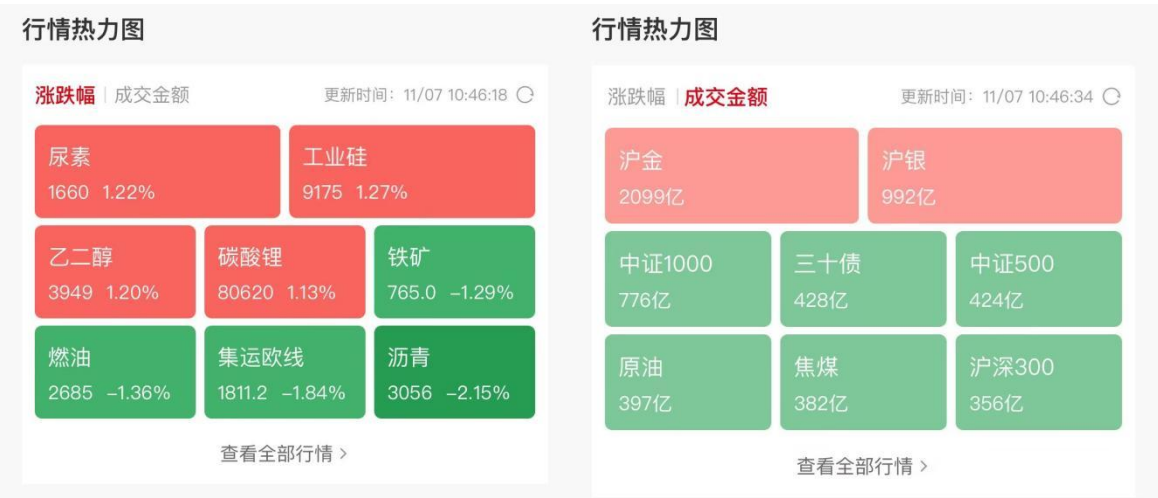 行情热力图
涨跌幅 成交金额 更新时间：11/07 10:46:18
尿素 工业硅
1660 1.22% 9175 1.27%
乙二醇 碳酸锂 铁矿
3949 1.20% 80620 1.13% 765.0 -1.29%
燃油 集运欧线 沥青
2685 -1.36% 1811.2 -1.84% 3056 -2.15%
查看全部行情 >
行情热力图
涨跌幅 成交金额 更新时间：11/07 10:46:34
沪金 沪银
2099亿 992亿
中证1000 三十债 中证500
776亿 428亿 424亿
原油 焦煤 沪深300
397亿 382亿 356亿
查看全部行情 >